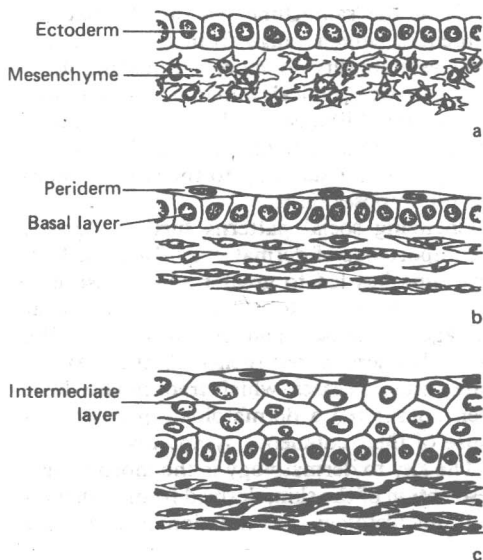 Ectoderm
Mesenchyme
a
Periderm
Basal layer
b
Intermediate
layer
c